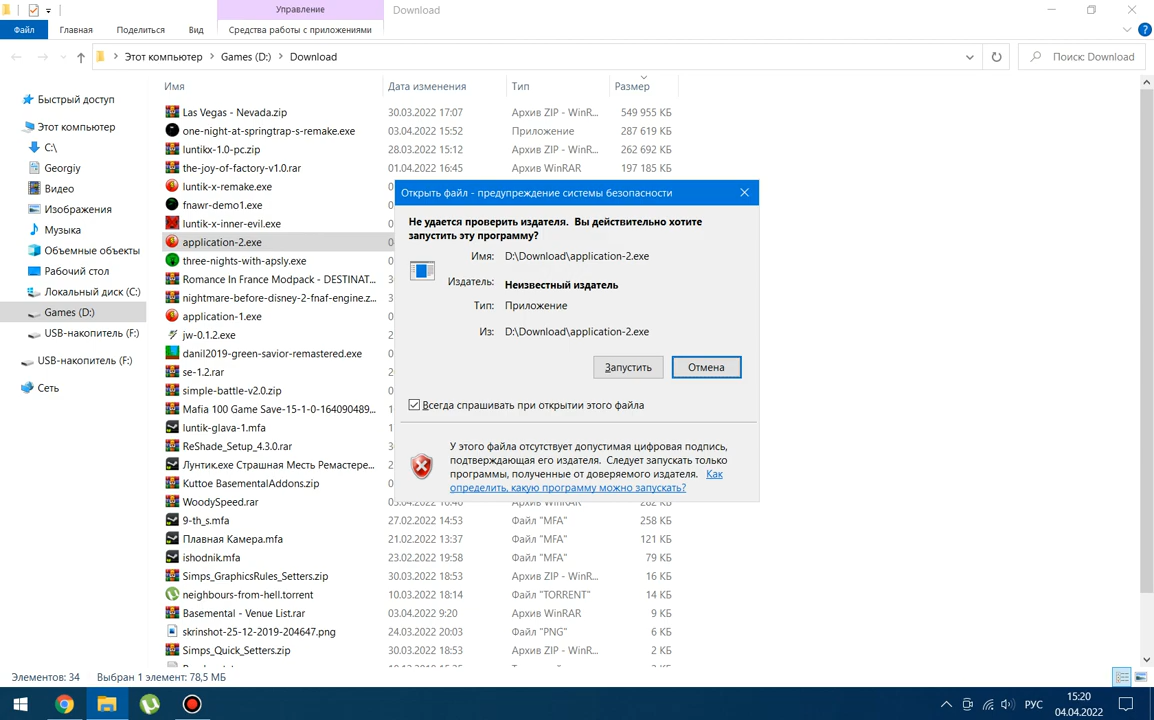 Управление
Download
Файл
Главная
Поделиться
Вид
Средства работы с приложениями
Этот компьютер > Games (D:) > Download
Поиск: Download
Имя
Дата изменения
Тип
Размер
Быстрый доступ
Этот компьютер
C:\
Georgiy
Видео
Изображения
Музыка
Объемные объекты
Рабочий стол
Локальный диск (C:)
Games (D:)
USB-накопитель (F:)
USB-накопитель (F:)
Сеть
Las Vegas - Nevada.zip 30.03.2022 17:07 Архив ZIP - WinR... 549 955 КБ
one-night-at-springtrap-s-remake.exe 03.04.2022 15:52 Приложение 287 619 КБ
luntikx-1.0-pc.zip 28.03.2022 15:12 Архив ZIP - WinR... 262 692 КБ
the-joy-of-factory-v1.0.rar 01.04.2022 16:45 Архив WinRAR 197 185 КБ
luntik-x-remake.exe
fnawr-demo1.exe
luntik-x-inner-evil.exe
application-2.exe
three-nights-with-apsly.exe
Romance In France Modpack - DESTINAT...
nightmare-before-disney-2-fnaf-engine.z...
application-1.exe
jw-0.1.2.exe
danil2019-green-savior-remastered.exe
se-1.2.rar
simple-battle-v2.0.zip
Mafia 100 Game Save-15-1-0-164090489...
luntik-glava-1.mfa
ReShade_Setup_4.3.0.rar
Лунтик.exe Страшная Месть Ремастере...
Kuttoe BasementalAddons.zip
WoodySpeed.rar
9-th_s.mfa 27.02.2022 14:53 Файл "MFA" 258 КБ
Плавная Камера.mfa 21.02.2022 13:37 Файл "MFA" 121 КБ
ishodnik.mfa 23.02.2022 19:58 Файл "MFA" 79 КБ
Simps_GraphicsRules_Setters.zip 30.03.2022 18:53 Архив ZIP - WinR... 16 КБ
neighbours-from-hell.torrent 10.03.2022 18:14 Файл "TORRENT" 14 КБ
Basemental - Venue List.rar 03.04.2022 9:20 Архив WinRAR 9 КБ
skrinshot-25-12-2019-204647.png 24.03.2022 20:03 Файл "PNG" 6 КБ
Simps_Quick_Setters.zip 30.03.2022 18:53 Архив ZIP - WinR... 2 КБ
Открыть файл - предупреждение системы безопасности
Не удается проверить издателя. Вы действительно хотите
запустить эту программу?
Имя: D:\Download\application-2.exe
Издатель: Неизвестный издатель
Тип: Приложение
Из: D:\Download\application-2.exe
Запустить
Отмена
Всегда спрашивать при открытии этого файла
У этого файла отсутствует допустимая цифровая подпись,
подтверждающая его издателя. Следует запускать только
программы, полученные от доверяемого издателя. Как
определить, какую программу можно запускать?
Элементов: 34
Выбран 1 элемент: 78,5 МБ
РУС
15:20
04.04.2022